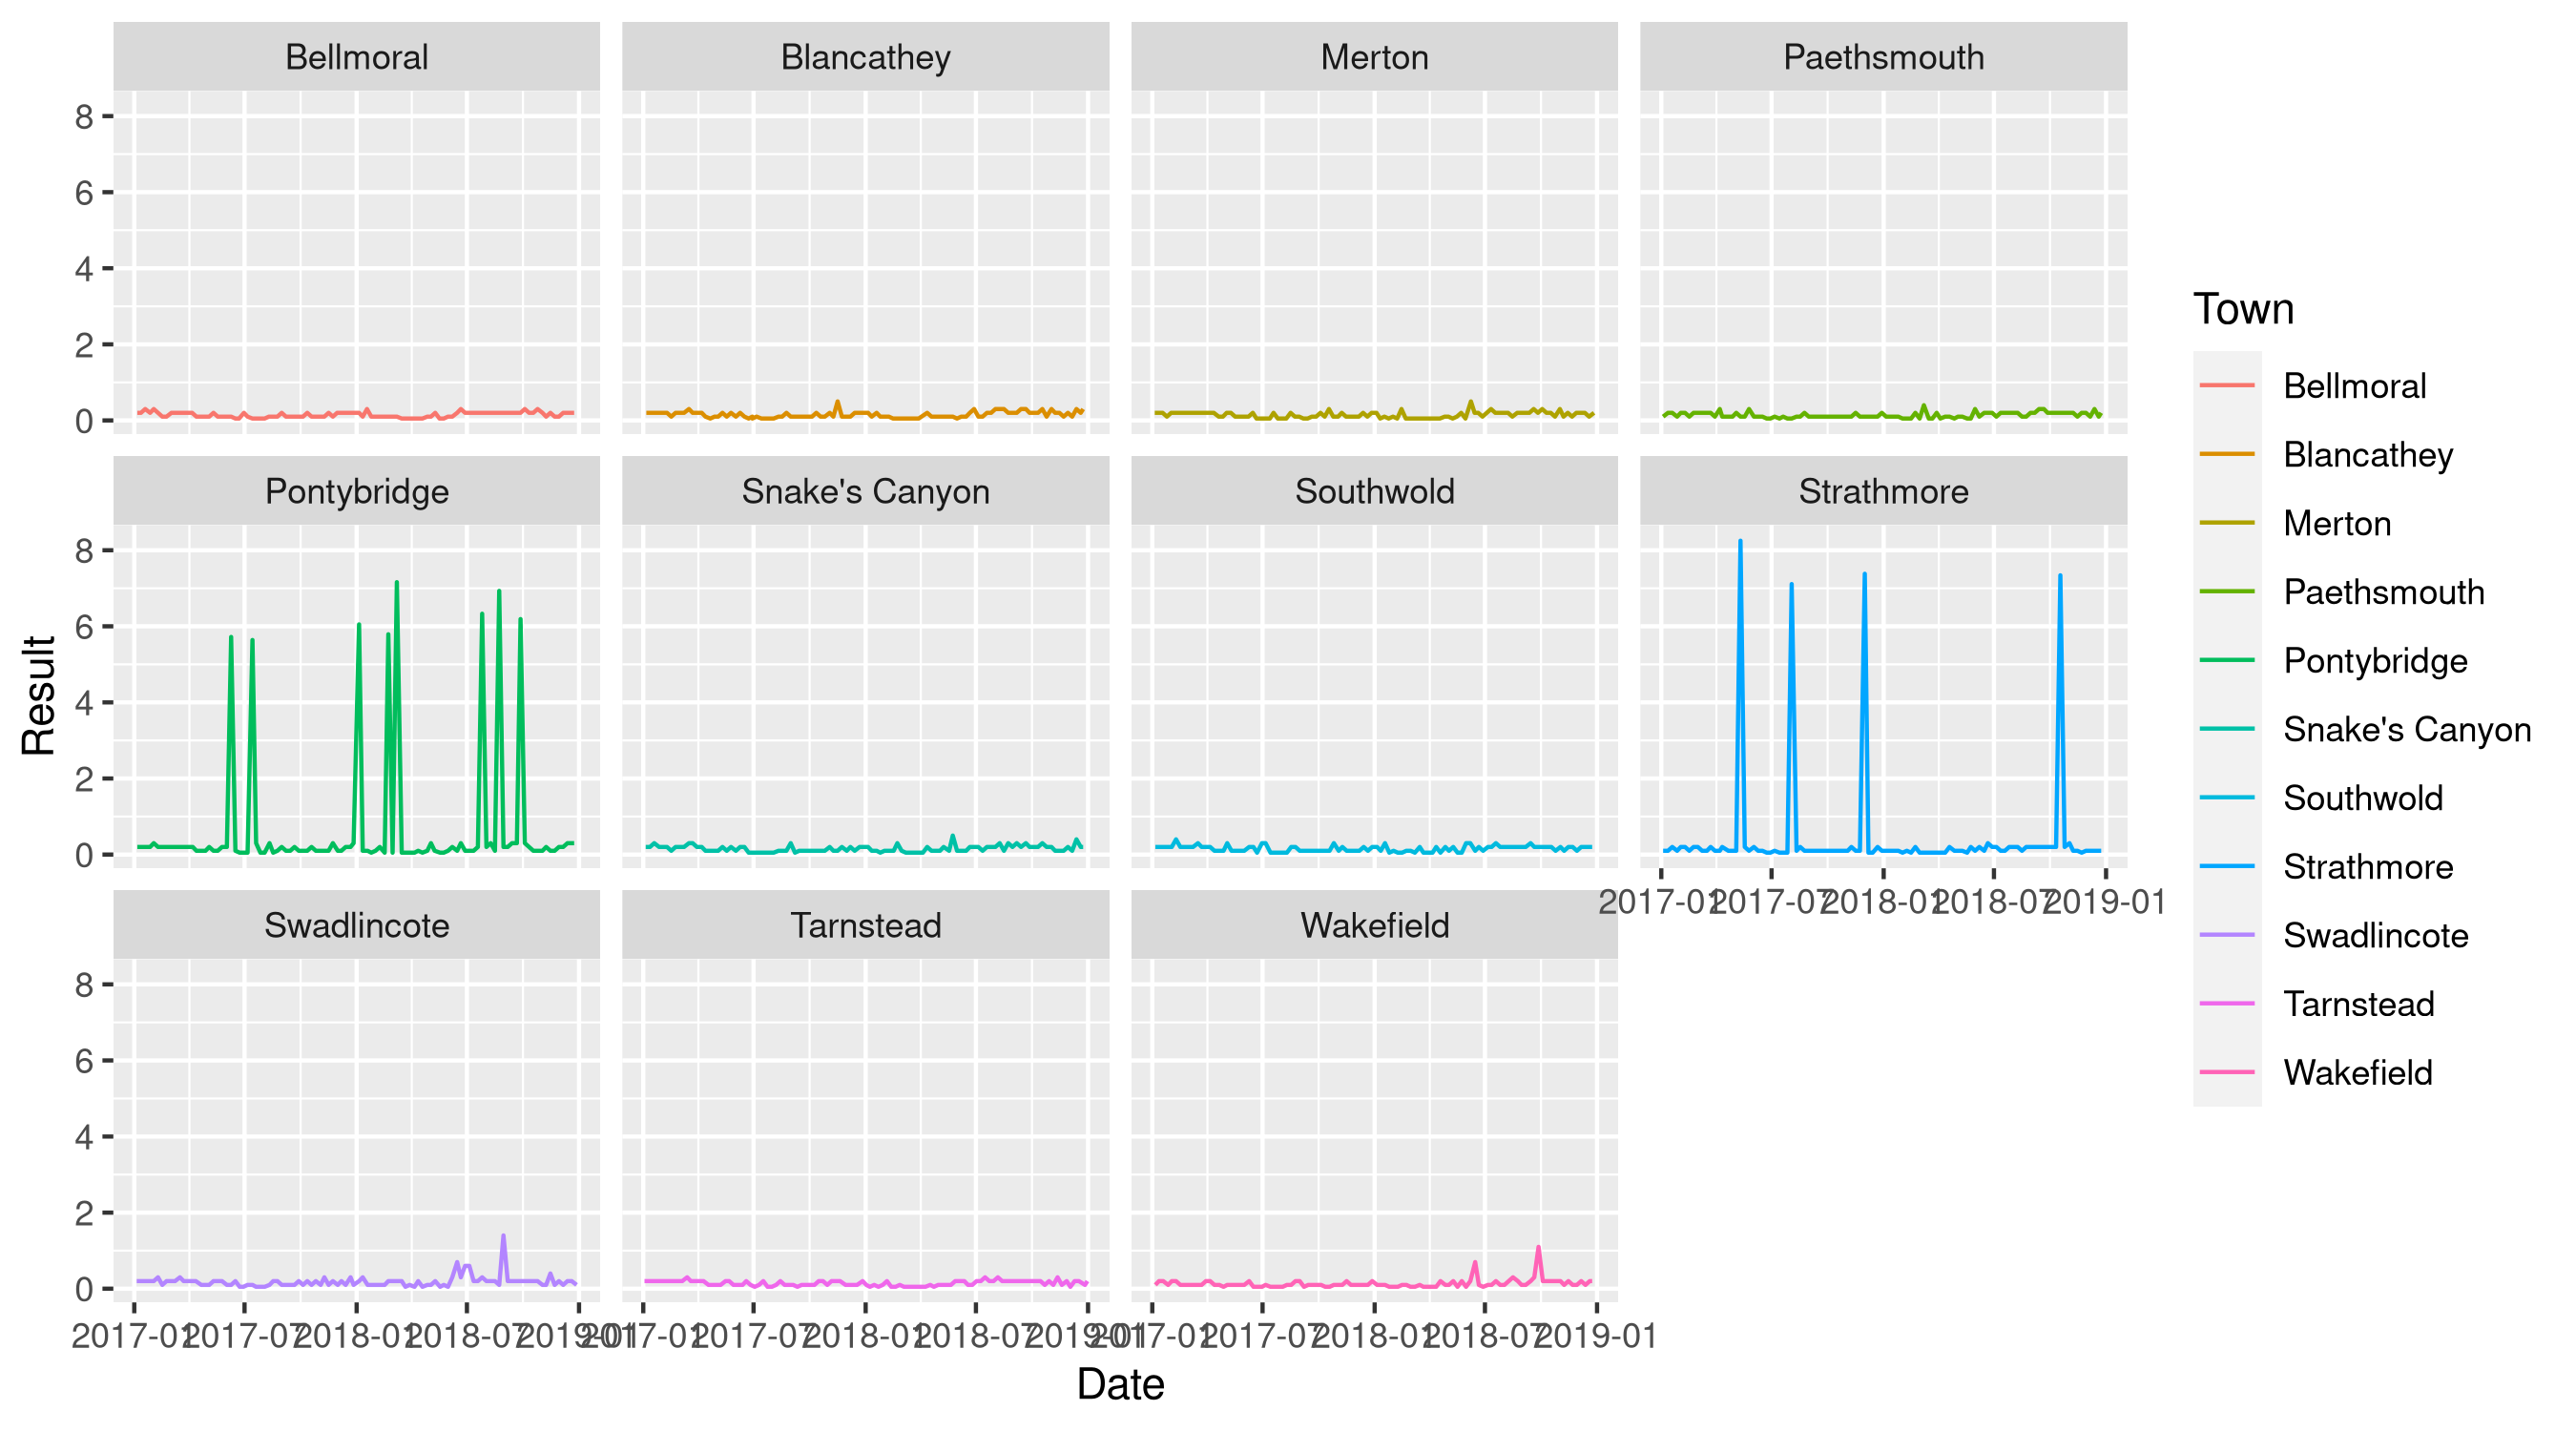 Bellmoral Blancathey Merton Paethsmouth
8
6
4
2
0
Pontybridge Snake's Canyon Southwold Strathmore
8
6
4
2
0
2017-01 2017-07 2018-01 2018-07 2019-01
Swadlincote Tarnstead Wakefield
8
6
4
2
0
2017-01 2017-07 2018-01 2018-07 2019-01 2017-01 2017-07 2018-01 2018-07 2019-01 2017-01 2017-07 2018-01 2018-07 2019-01
Date
Result
Town
Bellmoral
Blancathey
Merton
Paethsmouth
Pontybridge
Snake's Canyon
Southwold
Strathmore
Swadlincote
Tarnstead
Wakefield